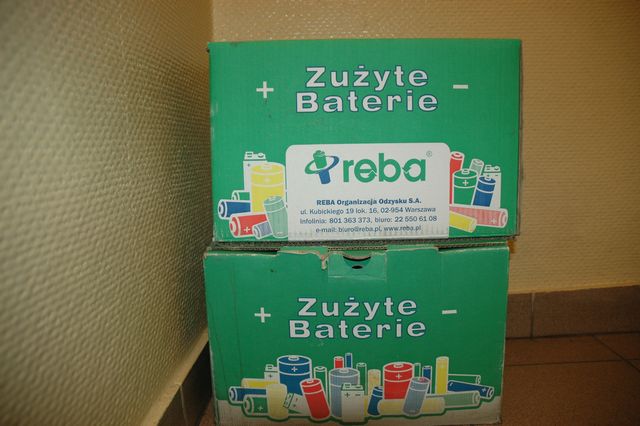 + Zużyte -
Baterie
reba®
REBA Organizacja Odzysku S.A.
ul. Kubickiego 19 lok. 16, 02-954 Warszawa
Infolinia: 801 363 373, biuro: 22 550 61 08
e-mail: biuro@reba.pl, www.reba.pl
+ Zużyte -
Baterie